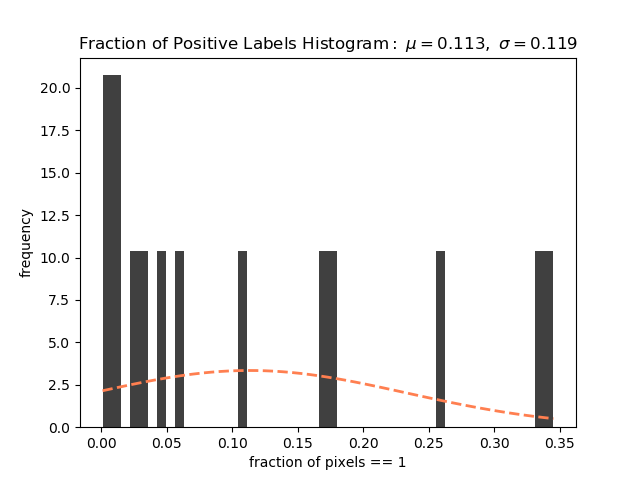 Fraction of Positive Labels Histogram : μ = 0.113, σ = 0.119
frequency
20.0
17.5
15.0
12.5
10.0
7.5
5.0
2.5
0.0
0.00 0.05 0.10 0.15 0.20 0.25 0.30 0.35
fraction of pixels == 1